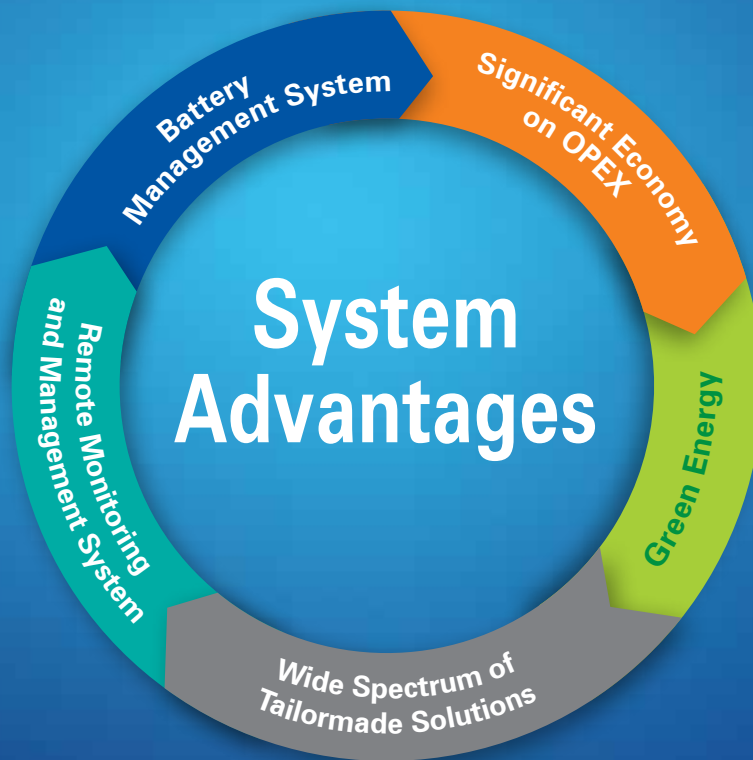 System
Advantages
Battery
Management System
Significant Economy
on OPEX
Green Energy
Wide Spectrum of
Tailormade Solutions
Remote Monitoring
and Management System